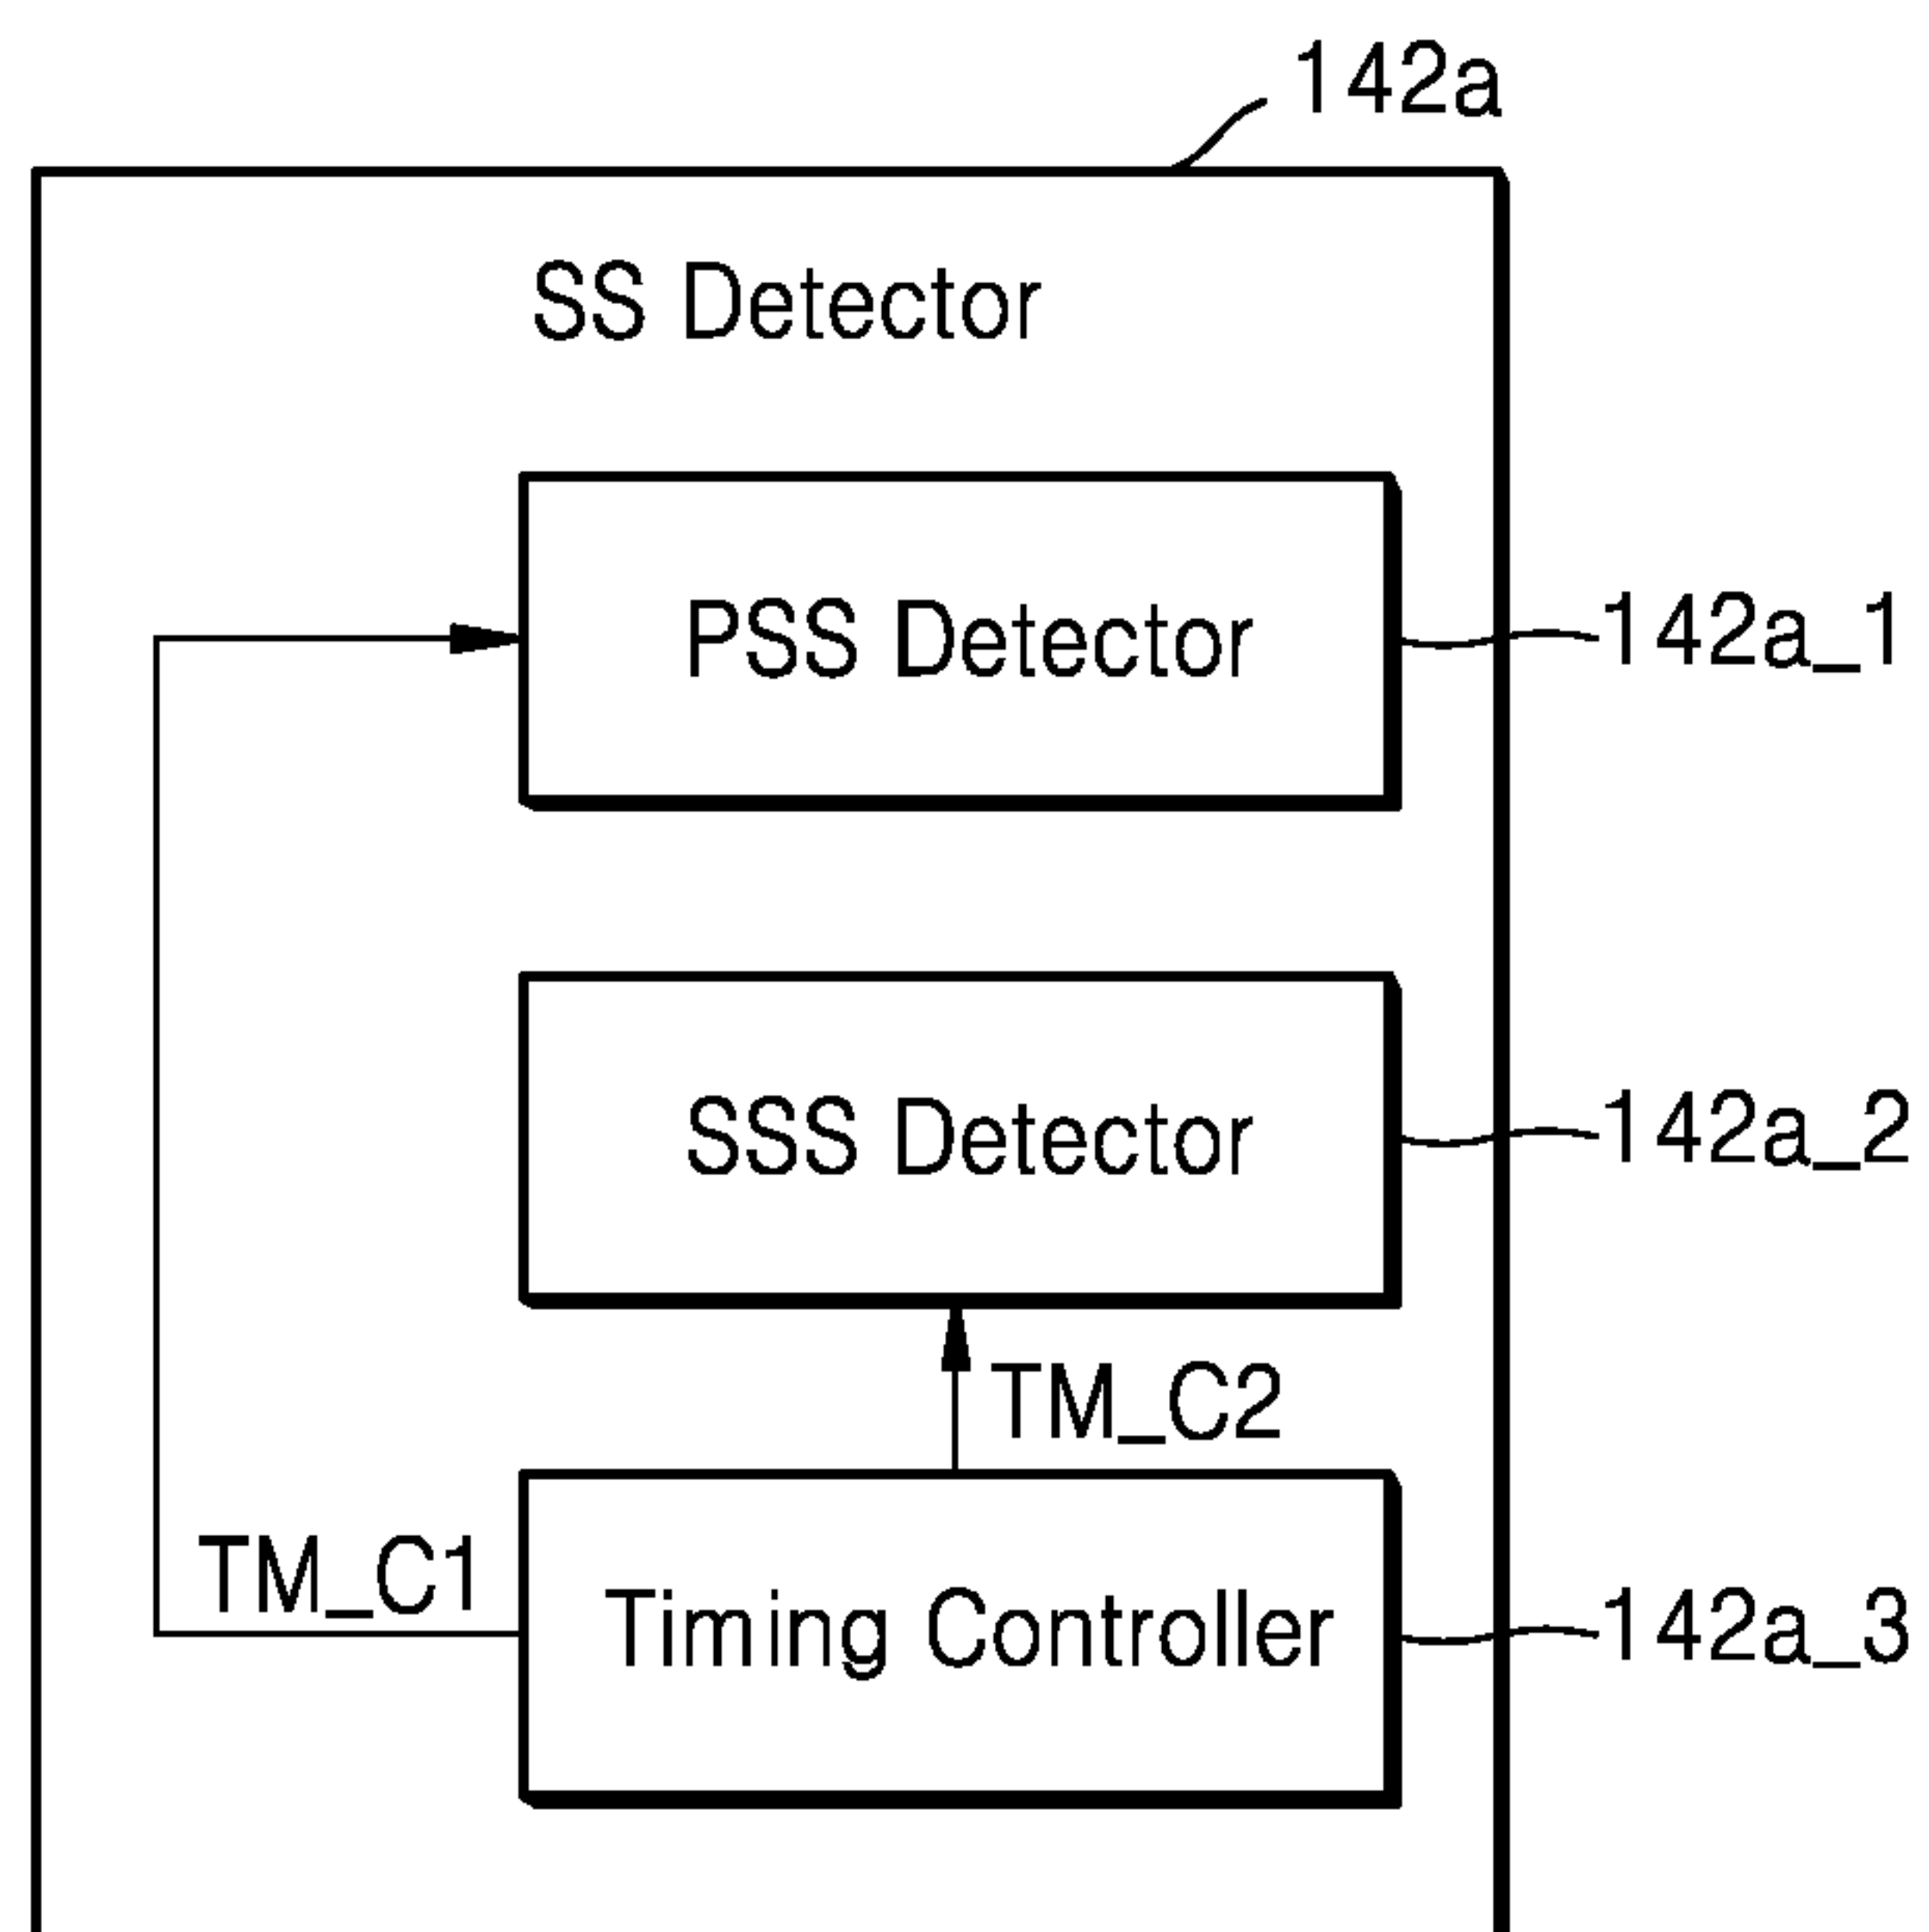 142a
SS Detector
PSS Detector
142a_1
SSS Detector
142a_2
TM_C2
TM_C1
Timing Controller
142a_3